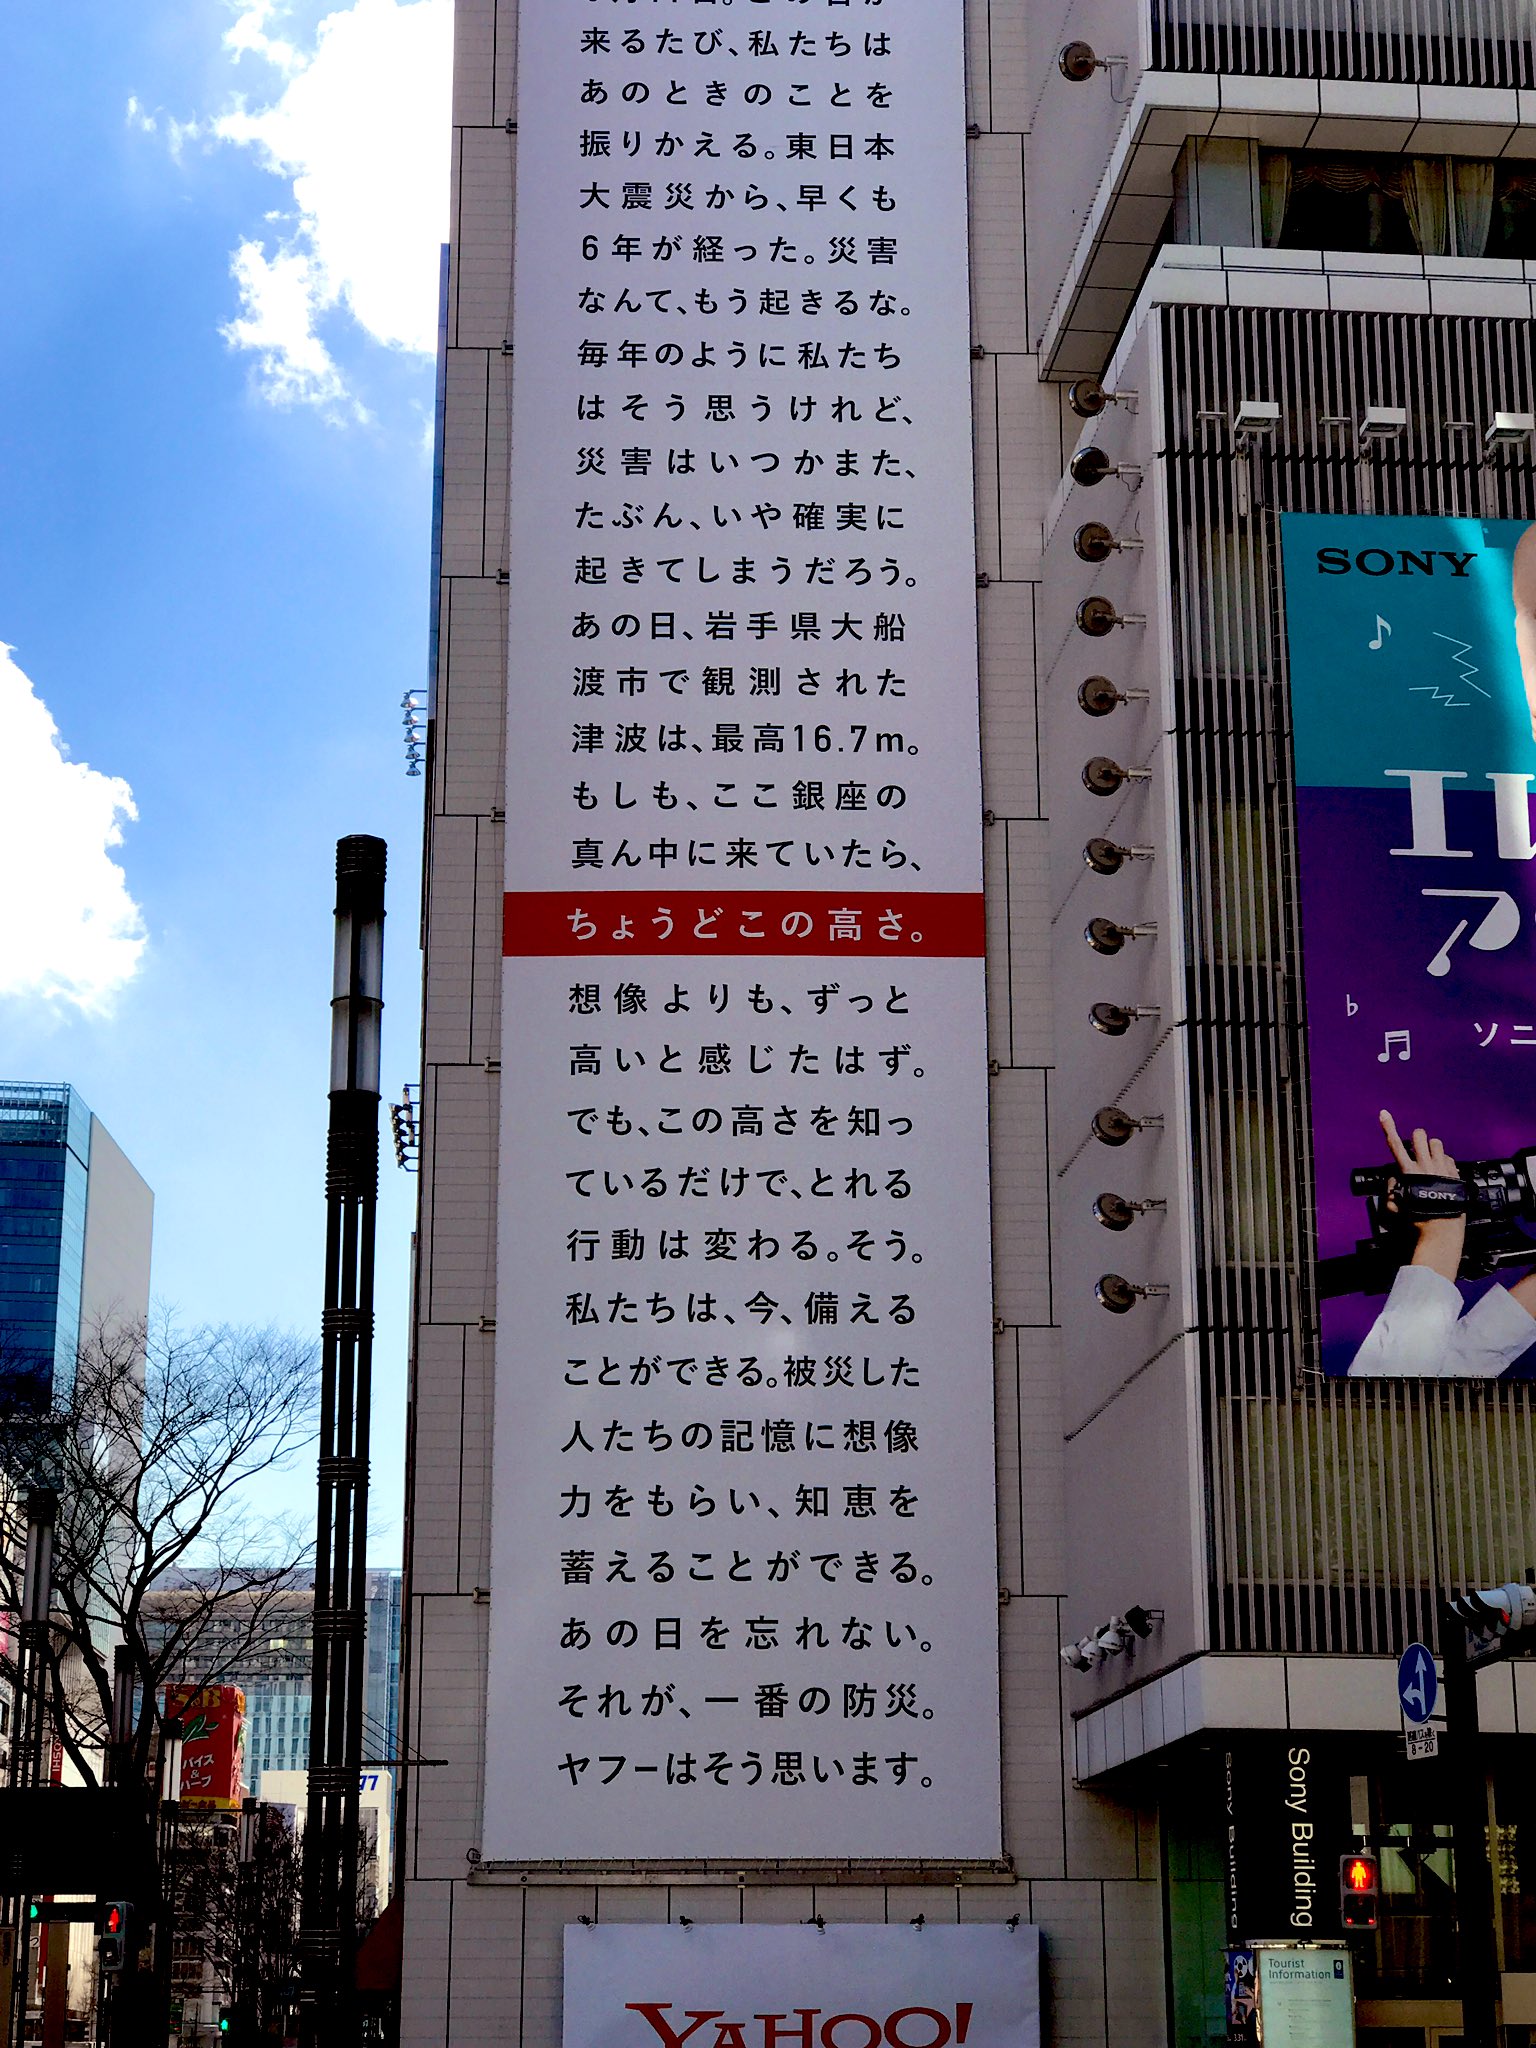 来るたび、私たちは
あのときのことを
振りかえる。東日本
大震災から、早くも
6年が経った。災害
なんて、もう起きるな。
毎年のように私たち
はそう思うけれど、
災害はいつかまた、
たぶん、いや確実に
起きてしまうだろう。
あの日、岩手県大船
渡市で観測された
津波は、最高16.7m。
もしも、ここ銀座の
真ん中に来ていたら、
ちょうどこの高さ。
想像よりも、ずっと
高いと感じたはず。
でも、この高さを知っ
ているだけで、とれる
行動は変わる。そう。
私たちは、今、備える
ことができる。被災した
人たちの記憶に想像
力をもらい、知恵を
蓄えることができる。
あの日を忘れない。
それが、一番の防災。
ヤフーはそう思います。
YAHOO!
SONY
ア
ソニ
SONY
8-20
Sony Building
Sony Building
Tourist
Information
77